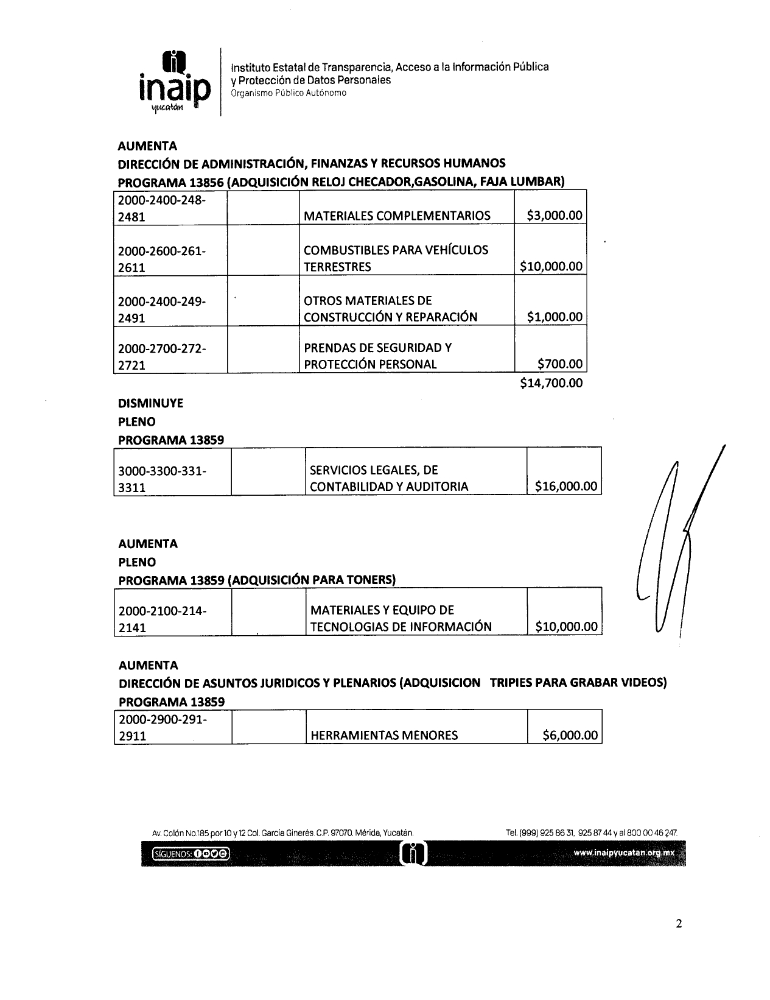 inaip
yucatán
Instituto Estatal de Transparencia, Acceso a la Información Pública
y Protección de Datos Personales
Organismo Público Autónomo
AUMENTA
DIRECCIÓN DE ADMINISTRACIÓN, FINANZAS Y RECURSOS HUMANOS
PROGRAMA 13856 (ADQUISICIÓN RELOJ CHECADOR,GASOLINA, FAJA LUMBAR)
2000-2400-248-
2481 MATERIALES COMPLEMENTARIOS $3,000.00
2000-2600-261- COMBUSTIBLES PARA VEHÍCULOS
2611 TERRESTRES $10,000.00
2000-2400-249- OTROS MATERIALES DE
2491 CONSTRUCCIÓN Y REPARACIÓN $1,000.00
2000-2700-272- PRENDAS DE SEGURIDAD Y
2721 PROTECCIÓN PERSONAL $700.00
$14,700.00
DISMINUYE
PLENO
PROGRAMA 13859
3000-3300-331- SERVICIOS LEGALES, DE
3311 CONTABILIDAD Y AUDITORIA $16,000.00
AUMENTA
PLENO
PROGRAMA 13859 (ADQUISICIÓN PARA TONERS)
2000-2100-214- MATERIALES Y EQUIPO DE
2141 TECNOLOGIAS DE INFORMACIÓN $10,000.00
AUMENTA
DIRECCIÓN DE ASUNTOS JURIDICOS Y PLENARIOS (ADQUISICION TRIPIES PARA GRABAR VIDEOS)
PROGRAMA 13859
2000-2900-291-
2911 HERRAMIENTAS MENORES $6,000.00
Av. Colón No.185 por 10 y 12 Col. García Ginerés. C.P. 97070. Mérida, Yucatán. Tel. (999) 925 86 31, 925 87 44 y al 800 00 46 247.
SÍGUENOS: www.inaipyucatan.org.mx
2